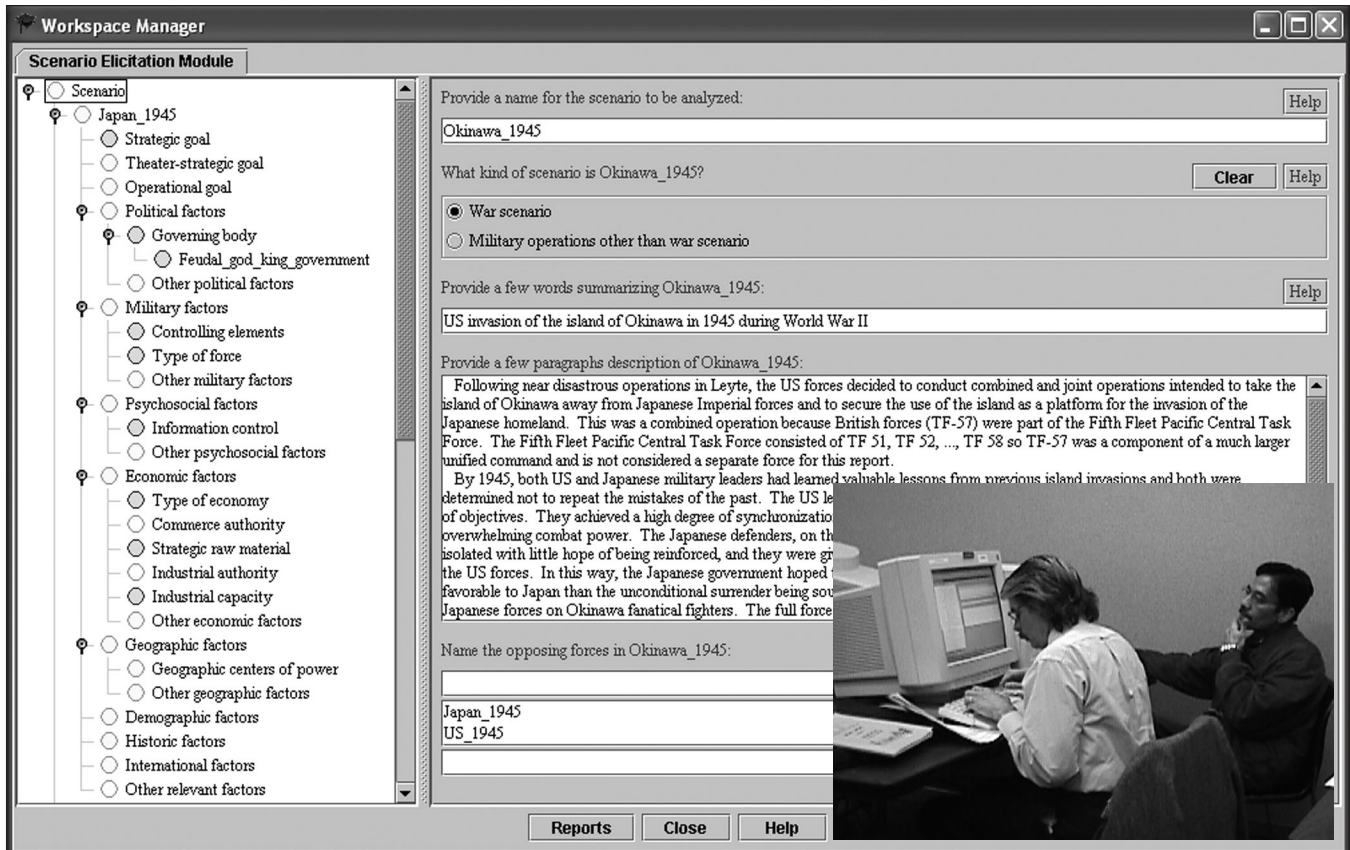 Workspace Manager
Scenario Elicitation Module
Scenario
Japan_1945
Strategic goal
Theater-strategic goal
Operational goal
Political factors
Governing body
Feudal_god_king_government
Other political factors
Military factors
Controlling elements
Type of force
Other military factors
Psychosocial factors
Information control
Other psychosocial factors
Economic factors
Type of economy
Commerce authority
Strategic raw material
Industrial authority
Industrial capacity
Other economic factors
Geographic factors
Geographic centers of power
Other geographic factors
Demographic factors
Historic factors
International factors
Other relevant factors
Provide a name for the scenario to be analyzed:
Help
Okinawa_1945
What kind of scenario is Okinawa_1945?
Clear
Help
War scenario
Military operations other than war scenario
Provide a few words summarizing Okinawa_1945:
Help
US invasion of the island of Okinawa in 1945 during World War II
Provide a few paragraphs description of Okinawa_1945:
Following near disastrous operations in Leyte, the US forces decided to conduct combined and joint operations intended to take the
island of Okinawa away from Japanese Imperial forces and to secure the use of the island as a platform for the invasion of the
Japanese homeland. This was a combined operation because British forces (TF-57) were part of the Fifth Fleet Pacific Central Task
Force. The Fifth Fleet Pacific Central Task Force consisted of TF 51, TF 52, ..., TF 58 so TF-57 was a component of a much larger
unified command and is not considered a separate force for this report.
By 1945, both US and Japanese military leaders had learned valuable lessons from previous island invasions and both were
determined not to repeat the mistakes of the past. The US le
of objectives. They achieved a high degree of synchronizatio
overwhelming combat power. The Japanese defenders, on th
isolated with little hope of being reinforced, and they were gi
the US forces. In this way, the Japanese government hoped
favorable to Japan than the unconditional surrender being sou
Japanese forces on Okinawa fanatical fighters. The full force
Name the opposing forces in Okinawa_1945:
Japan_1945
US_1945
Reports
Close
Help